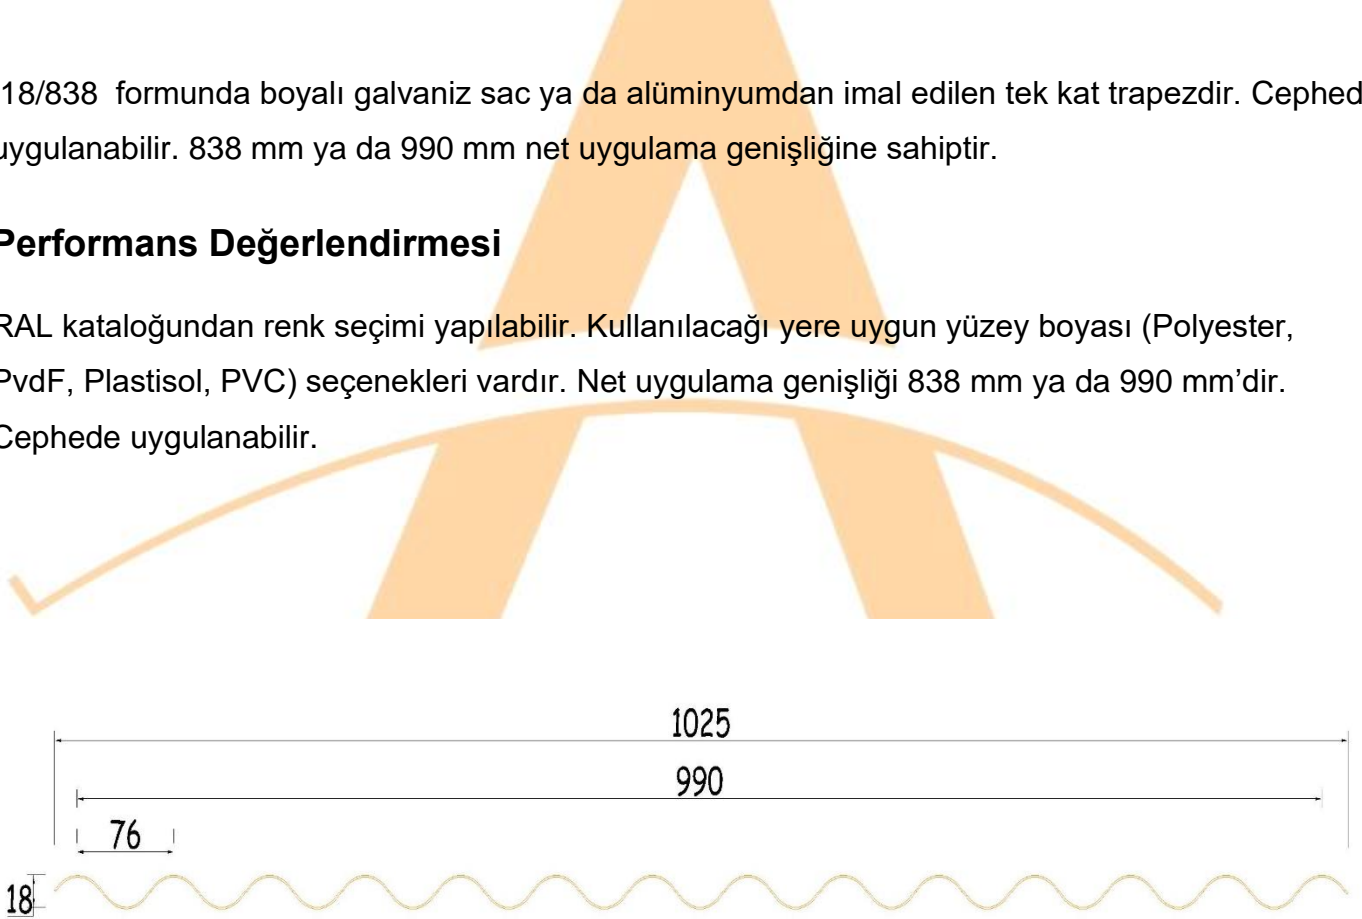 18/838 formunda boyalı galvaniz sac ya da alüminyumdan imal edilen tek kat trapezdir. Cephed
uygulanabilir. 838 mm ya da 990 mm net uygulama genişliğine sahiptir.
Performans Değerlendirmesi
RAL kataloğundan renk seçimi yapılabilir. Kullanılacağı yere uygun yüzey boyası (Polyester,
PvdF, Plastisol, PVC) seçenekleri vardır. Net uygulama genişliği 838 mm ya da 990 mm’dir.
Cephede uygulanabilir.
1025
990
76
18